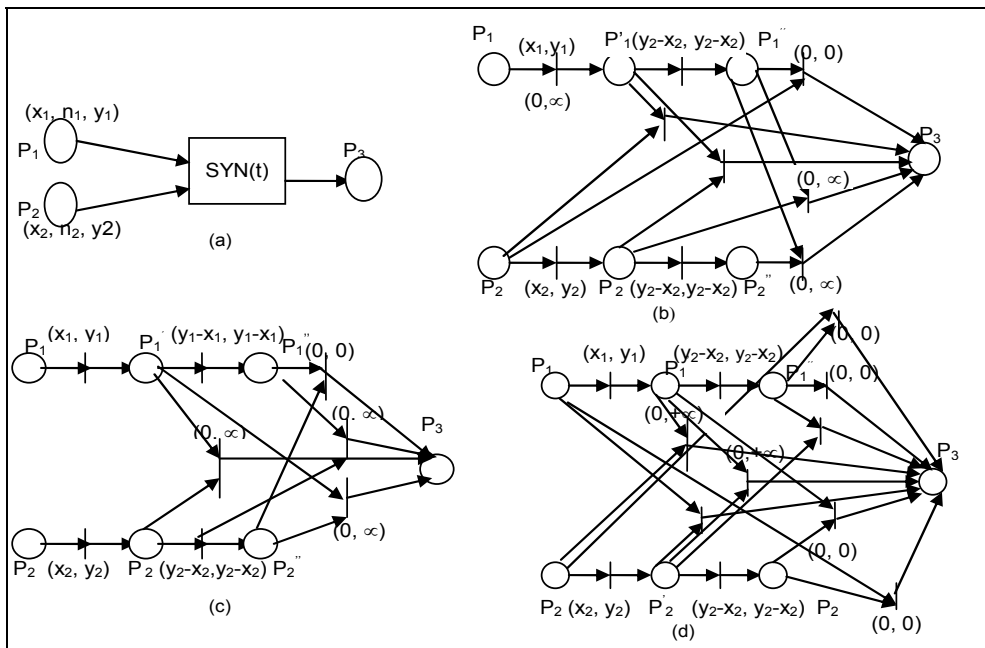 (x₁, n₁, y₁)
P₁
SYN(t)
P₃
P₂
(x₂, n₂, y2)
(a)
P₁
(x₁,y₁)
P'₁(y₂-x₂, y₂-x₂)
P₁''
(0, 0)
(0,∝)
P₃
(0, ∝)
P₂
(x₂, y₂)
P₂
(y₂-x₂,y₂-x₂)
P₂''
(0, ∝)
(b)
P₁
(x₁, y₁)
P₁'
(y₁-x₁, y₁-x₁)
P₁''
(0, 0)
(0, ∝)
(0. ∝)
P₃
(0, ∝)
P₂
(x₂, y₂)
P₂
(y₂-x₂,y₂-x₂)
P₂''
(c)
(0, 0)
P₁
(x₁, y₁)
P₁'
(y₂-x₂, y₂-x₂)
P₁''
(0, 0)
(0,+∝)
(0,+∝)
P₃
(0, 0)
P₂
(x₂, y₂)
P'₂
(y₂-x₂, y₂-x₂)
P₂
(0, 0)
(d)